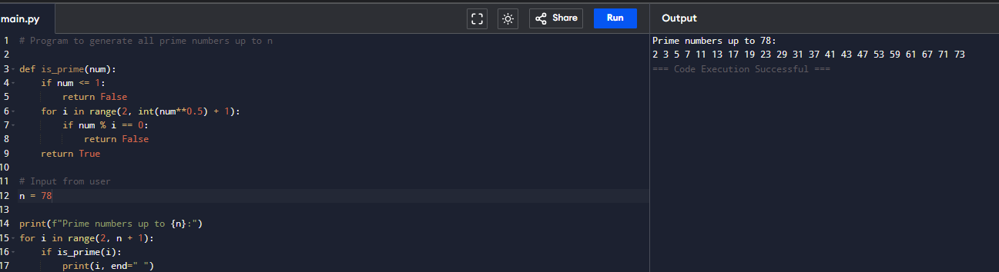 main.py
Share
Run
Output
1 # Program to generate all prime numbers up to n
2
3 def is_prime(num):
4     if num <= 1:
5         return False
6     for i in range(2, int(num**0.5) + 1):
7         if num % i == 0:
8             return False
9     return True
10
11 # Input from user
12 n = 78
13
14 print(f"Prime numbers up to {n}:")
15 for i in range(2, n + 1):
16     if is_prime(i):
17         print(i, end=" ")
Prime numbers up to 78:
2 3 5 7 11 13 17 19 23 29 31 37 41 43 47 53 59 61 67 71 73
=== Code Execution Successful ===